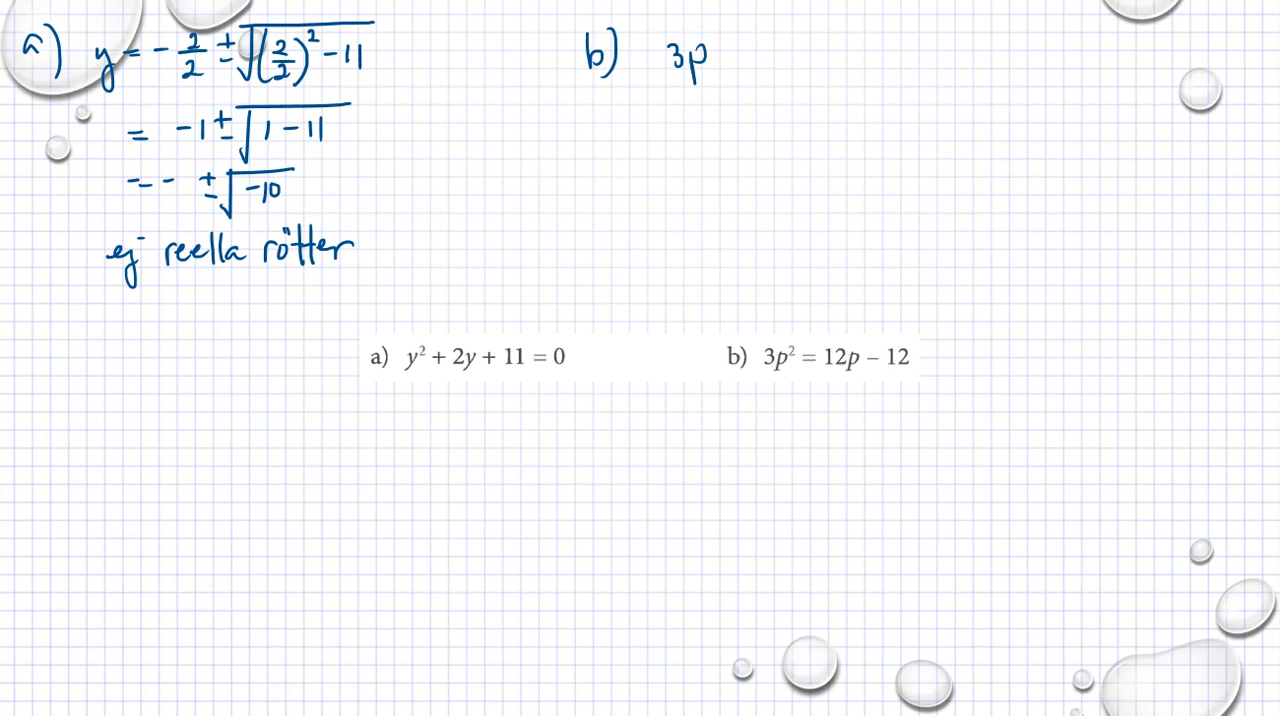 a) y = - 2/2 ± √((2/2)² - 11)
= -1 ± √(1 - 11)
= - ± √(-10)
ej reella rötter
b) 3p
a) y² + 2y + 11 = 0
b) 3p² = 12p − 12